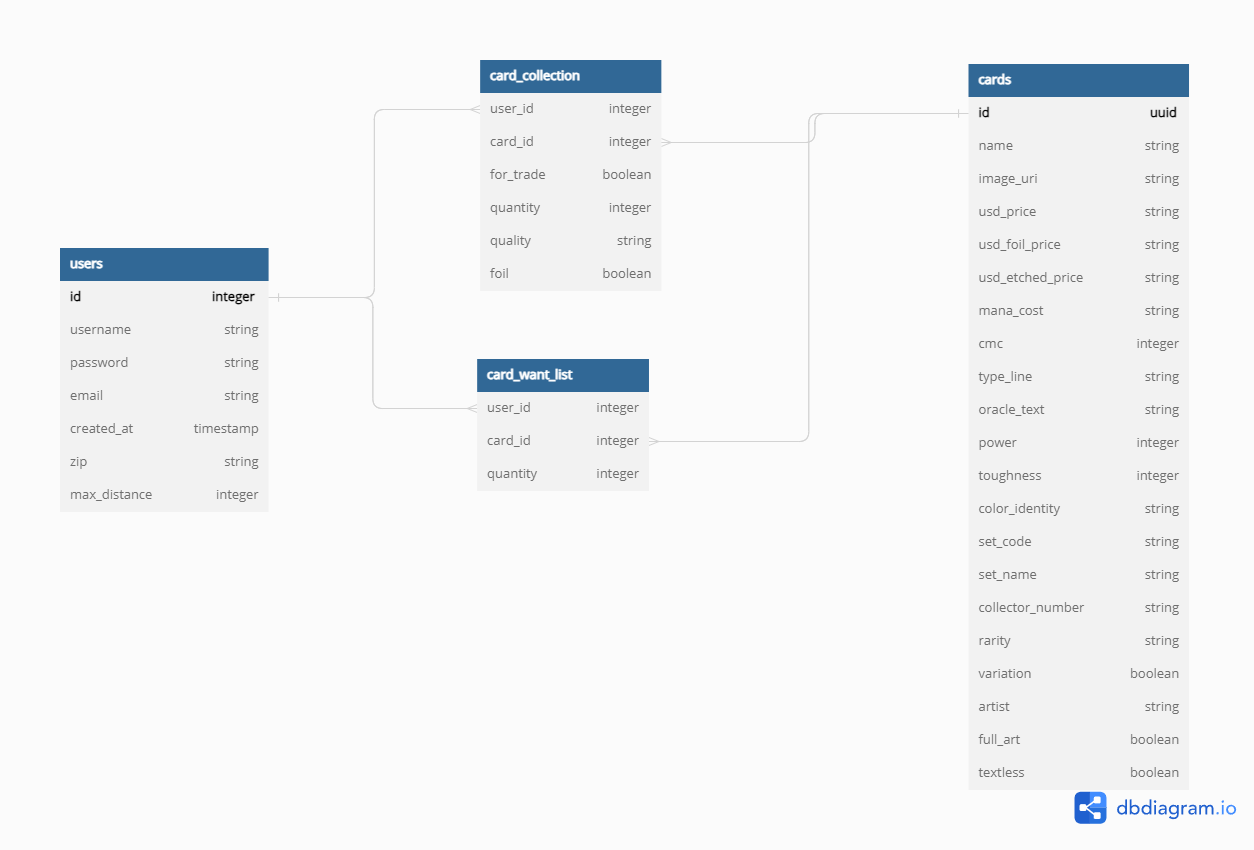 users
id integer
username string
password string
email string
created_at timestamp
zip string
max_distance integer
card_collection
user_id integer
card_id integer
for_trade boolean
quantity integer
quality string
foil boolean
card_want_list
user_id integer
card_id integer
quantity integer
cards
id uuid
name string
image_uri string
usd_price string
usd_foil_price string
usd_etched_price string
mana_cost string
cmc integer
type_line string
oracle_text string
power integer
toughness integer
color_identity string
set_code string
set_name string
collector_number string
rarity string
variation boolean
artist string
full_art boolean
textless boolean
dbdiagram.io